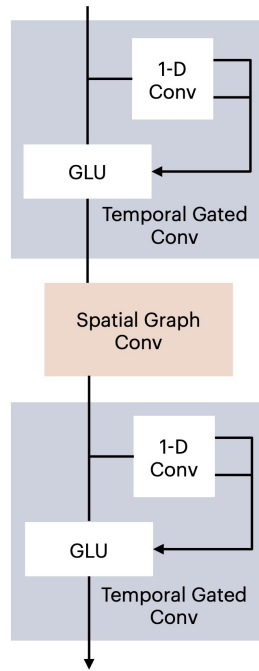 1-D
Conv
GLU
Temporal Gated
Conv
Spatial Graph
Conv
1-D
Conv
GLU
Temporal Gated
Conv